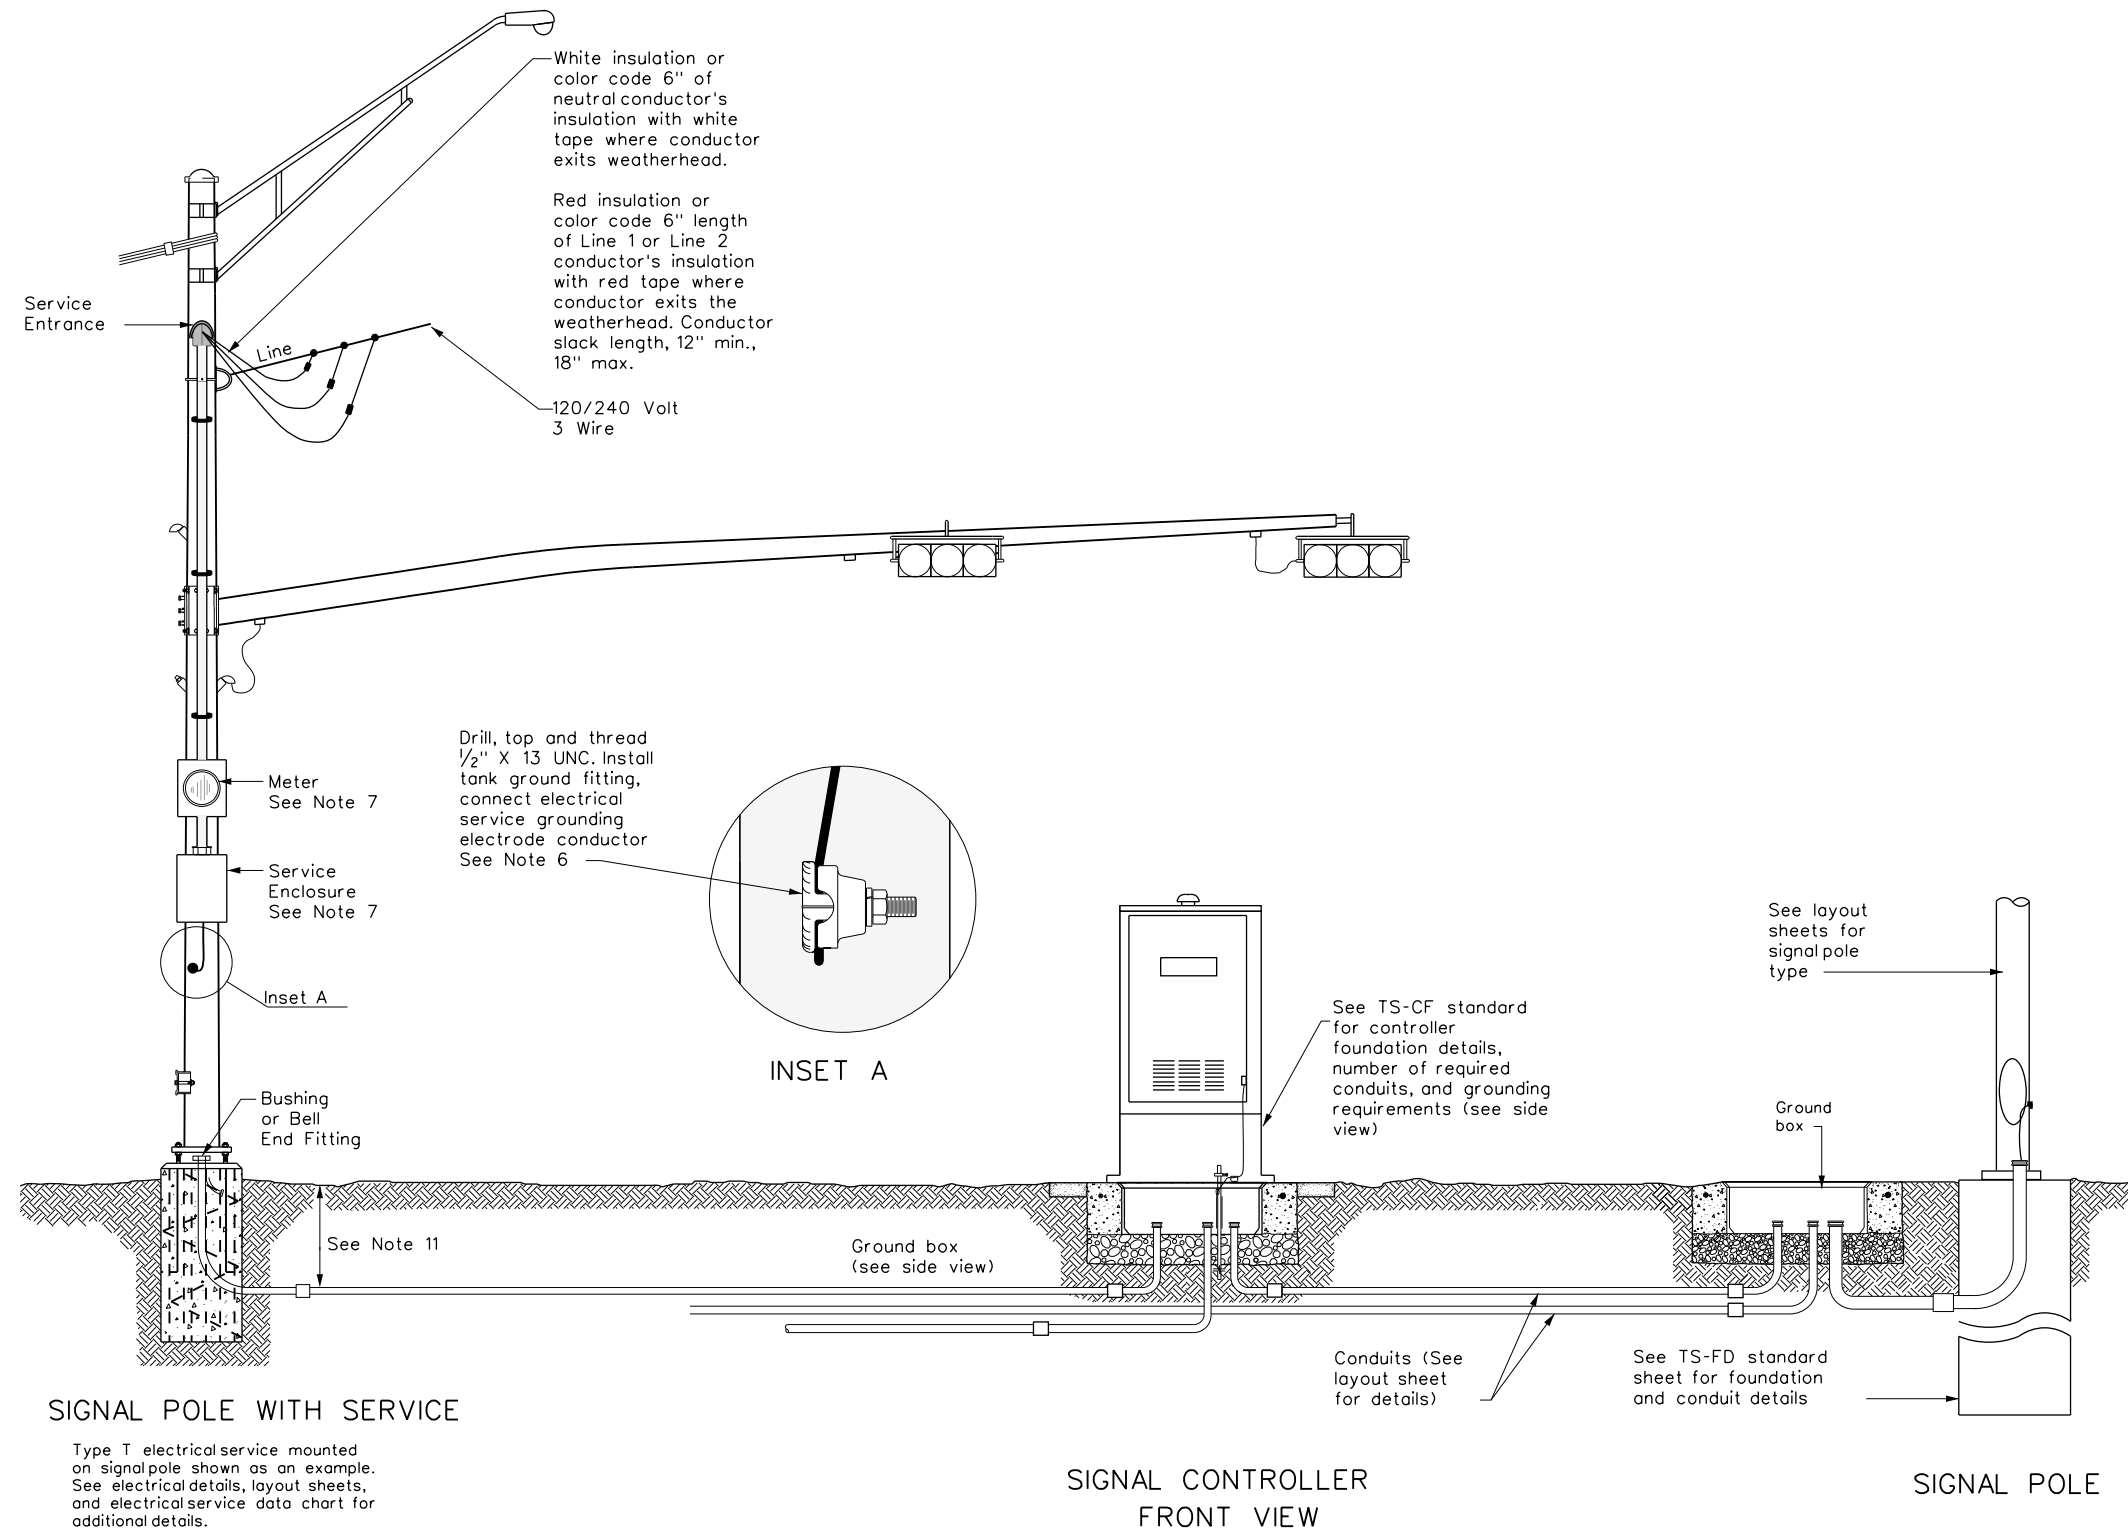 White insulation or
color code 6" of
neutral conductor's
insulation with white
tape where conductor
exits weatherhead.
Red insulation or
color code 6" length
of Line 1 or Line 2
conductor's insulation
with red tape where
conductor exits the
weatherhead. Conductor
slack length, 12" min.,
18" max.
Service
Entrance
Line
120/240 Volt
3 Wire
Drill, top and thread
1/2" X 13 UNC. Install
tank ground fitting,
connect electrical
service grounding
electrode conductor
See Note 6
Meter
See Note 7
Service
Enclosure
See Note 7
Inset A
INSET A
See layout
sheets for
signal pole
type
See TS-CF standard
for controller
foundation details,
number of required
conduits, and grounding
requirements (see side
view)
Bushing
or Bell
End Fitting
Ground
box
See Note 11
Ground box
(see side view)
Conduits (See
layout sheet
for details)
See TS-FD standard
sheet for foundation
and conduit details
SIGNAL POLE WITH SERVICE
Type T electrical service mounted
on signal pole shown as an example.
See electrical details, layout sheets,
and electrical service data chart for
additional details.
SIGNAL CONTROLLER
FRONT VIEW
SIGNAL POLE